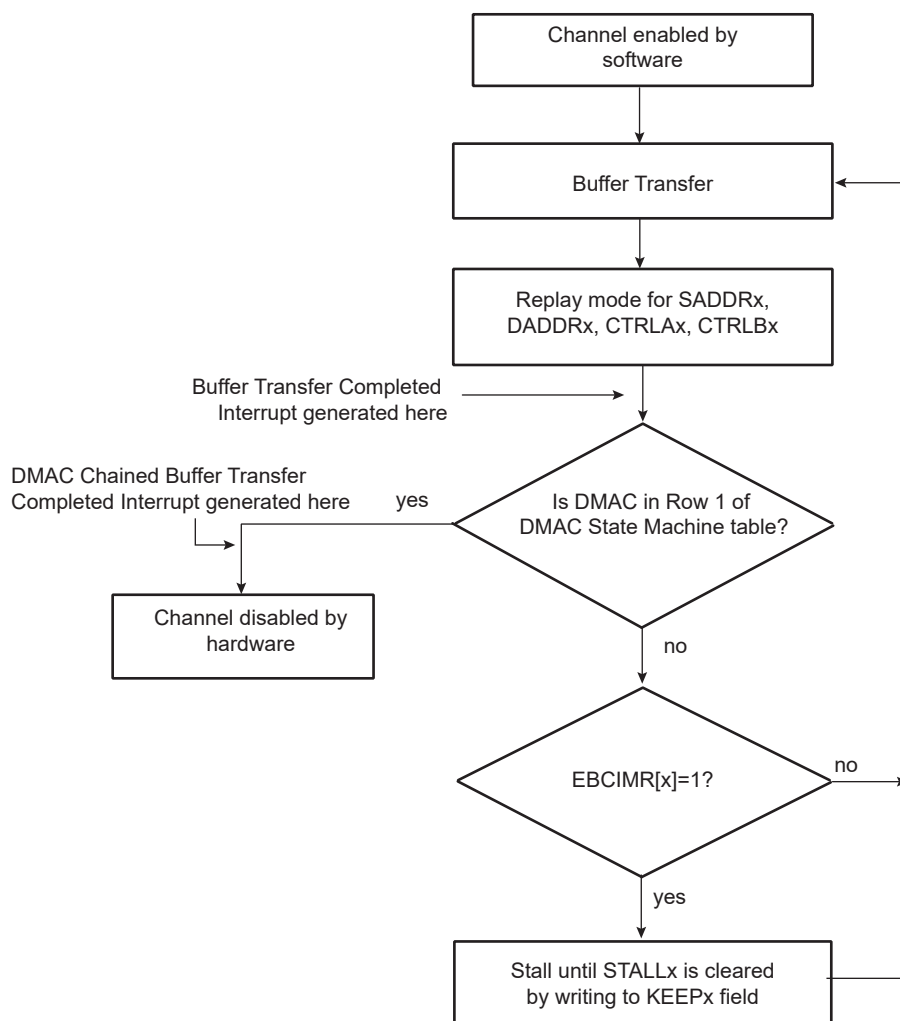 Channel enabled by
software
Buffer Transfer
Replay mode for SADDRx,
DADDRx, CTRLAx, CTRLBx
Buffer Transfer Completed
Interrupt generated here
DMAC Chained Buffer Transfer
Completed Interrupt generated here
yes
Is DMAC in Row 1 of
DMAC State Machine table?
Channel disabled by
hardware
no
EBCIMR[x]=1?
no
yes
Stall until STALLx is cleared
by writing to KEEPx field